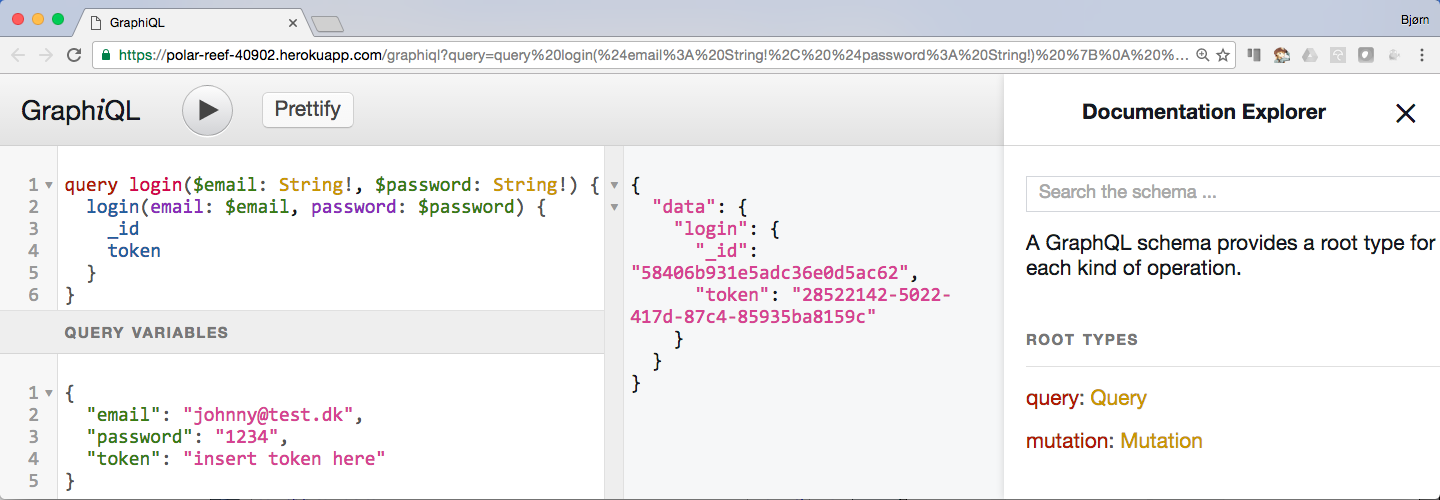 GraphiQL
Bjørn
https://polar-reef-40902.herokuapp.com/graphiql?query=query%20login(%24email%3A%20String!%2C%20%24password%3A%20String!)%20%7B%0A%20%...
GraphiQL
Prettify
Documentation Explorer
1 query login($email: String!, $password: String!) {
2 login(email: $email, password: $password) {
3 _id
4 token
5 }
6 }
QUERY VARIABLES
1 {
2 "email": "johnny@test.dk",
3 "password": "1234",
4 "token": "insert token here"
5 }
{
"data": {
"login": {
"_id":
"58406b931e5adc36e0d5ac62",
"token": "28522142-5022-
417d-87c4-85935ba8159c"
}
}
}
Search the schema ...
A GraphQL schema provides a root type for
each kind of operation.
ROOT TYPES
query: Query
mutation: Mutation